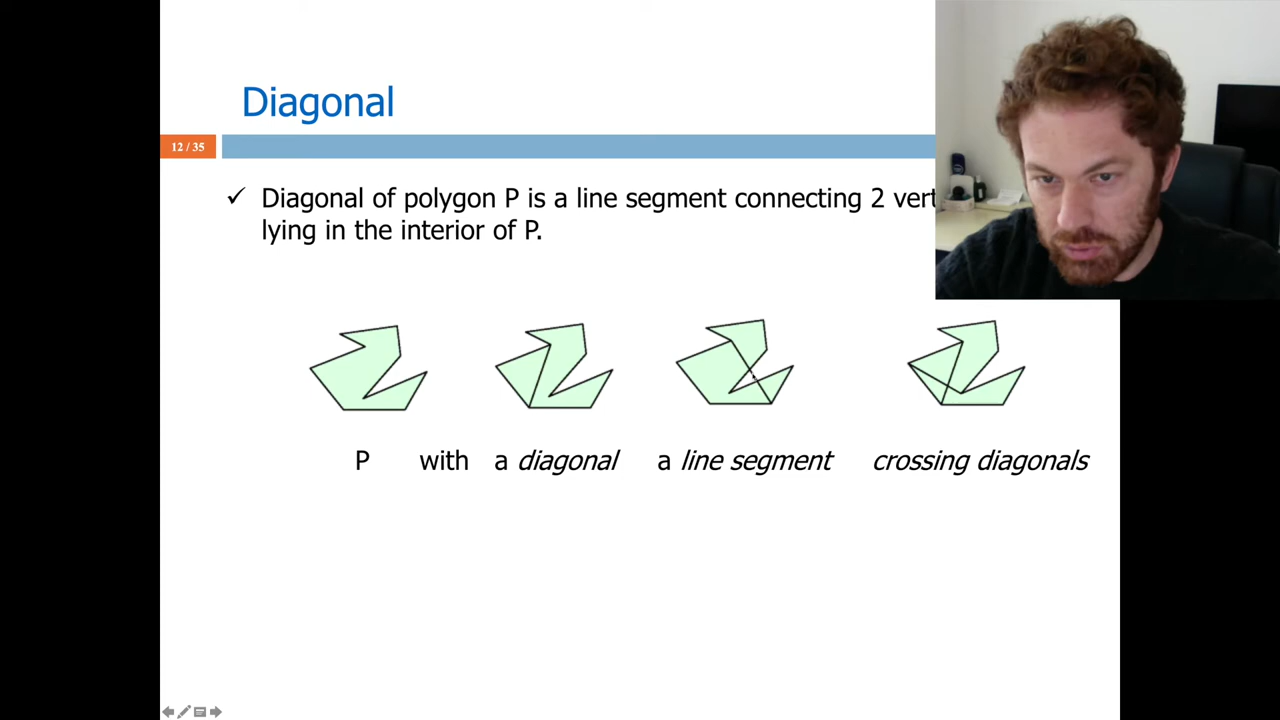 Diagonal
12 / 35
✓ Diagonal of polygon P is a line segment connecting 2
lying in the interior of P.
P with a diagonal a line segment crossing diagonals